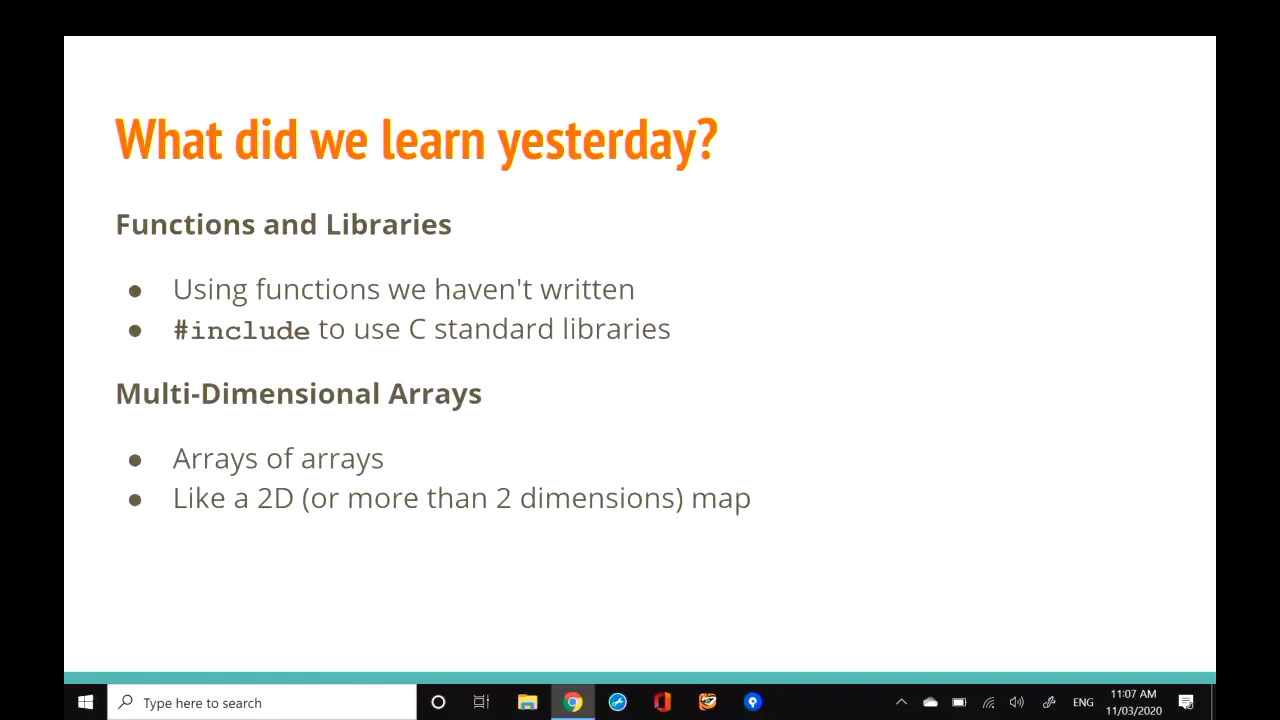 What did we learn yesterday?
Functions and Libraries
● Using functions we haven't written
● #include to use C standard libraries
Multi-Dimensional Arrays
● Arrays of arrays
● Like a 2D (or more than 2 dimensions) map
Type here to search
ENG
11:07 AM
11/03/2020